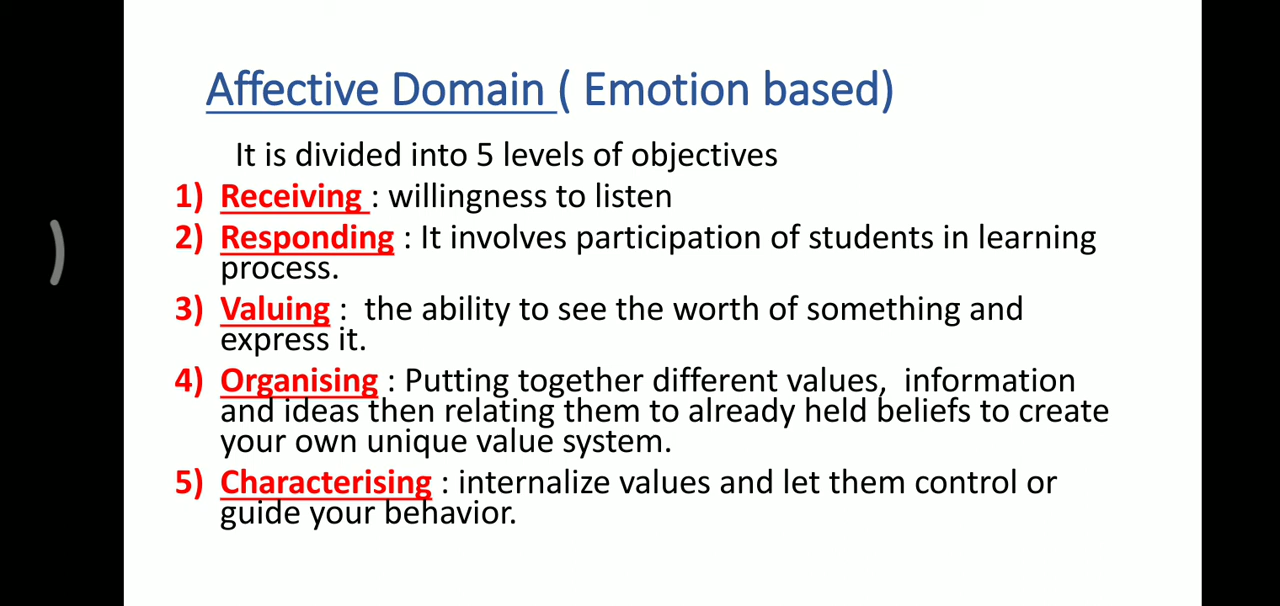 Affective Domain ( Emotion based)
It is divided into 5 levels of objectives
1) Receiving : willingness to listen
2) Responding : It involves participation of students in learning
process.
3) Valuing : the ability to see the worth of something and
express it.
4) Organising : Putting together different values, information
and ideas then relating them to already held beliefs to create
your own unique value system.
5) Characterising : internalize values and let them control or
guide your behavior.